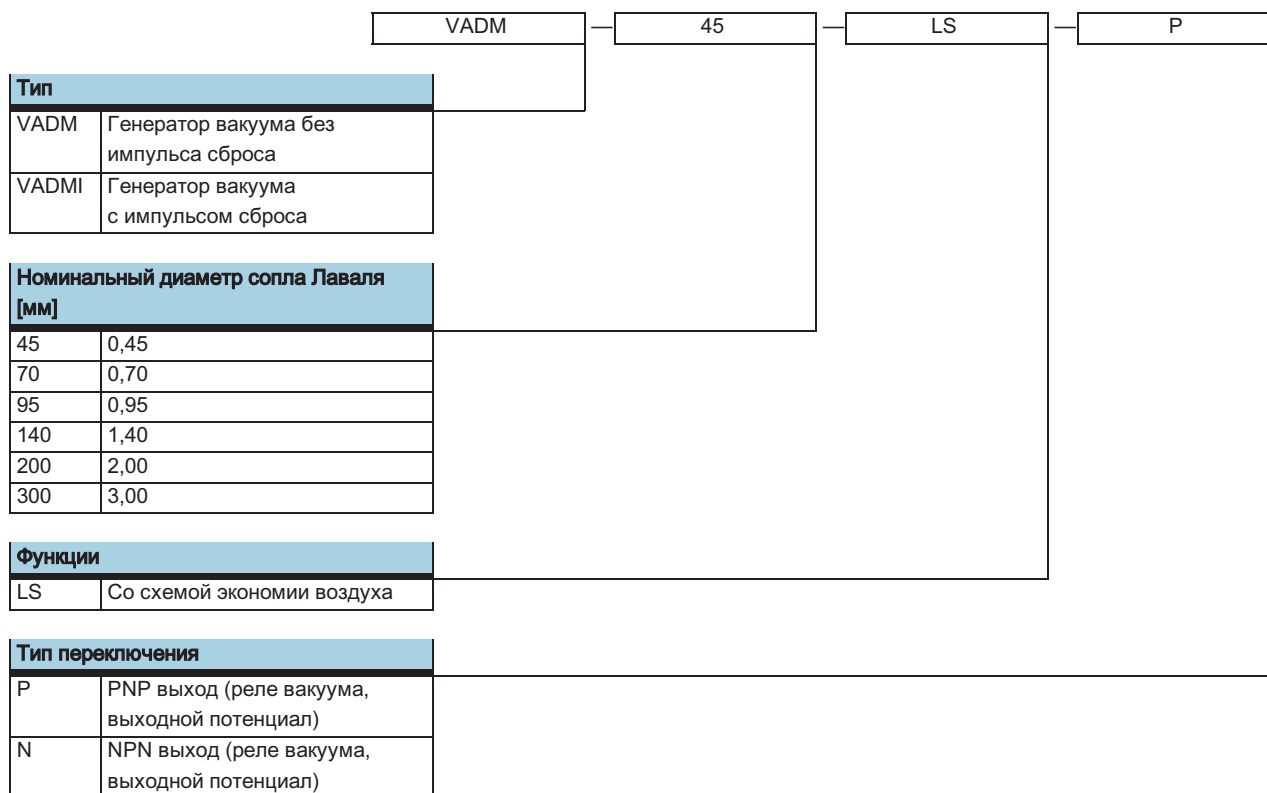 VADM — 45 — LS — P
Тип
VADM Генератор вакуума без
импульса сброса
VADMI Генератор вакуума
с импульсом сброса
Номинальный диаметр сопла Лаваля
[мм]
45 0,45
70 0,70
95 0,95
140 1,40
200 2,00
300 3,00
Функции
LS Со схемой экономии воздуха
Тип переключения
P PNP выход (реле вакуума,
выходной потенциал)
N NPN выход (реле вакуума,
выходной потенциал)